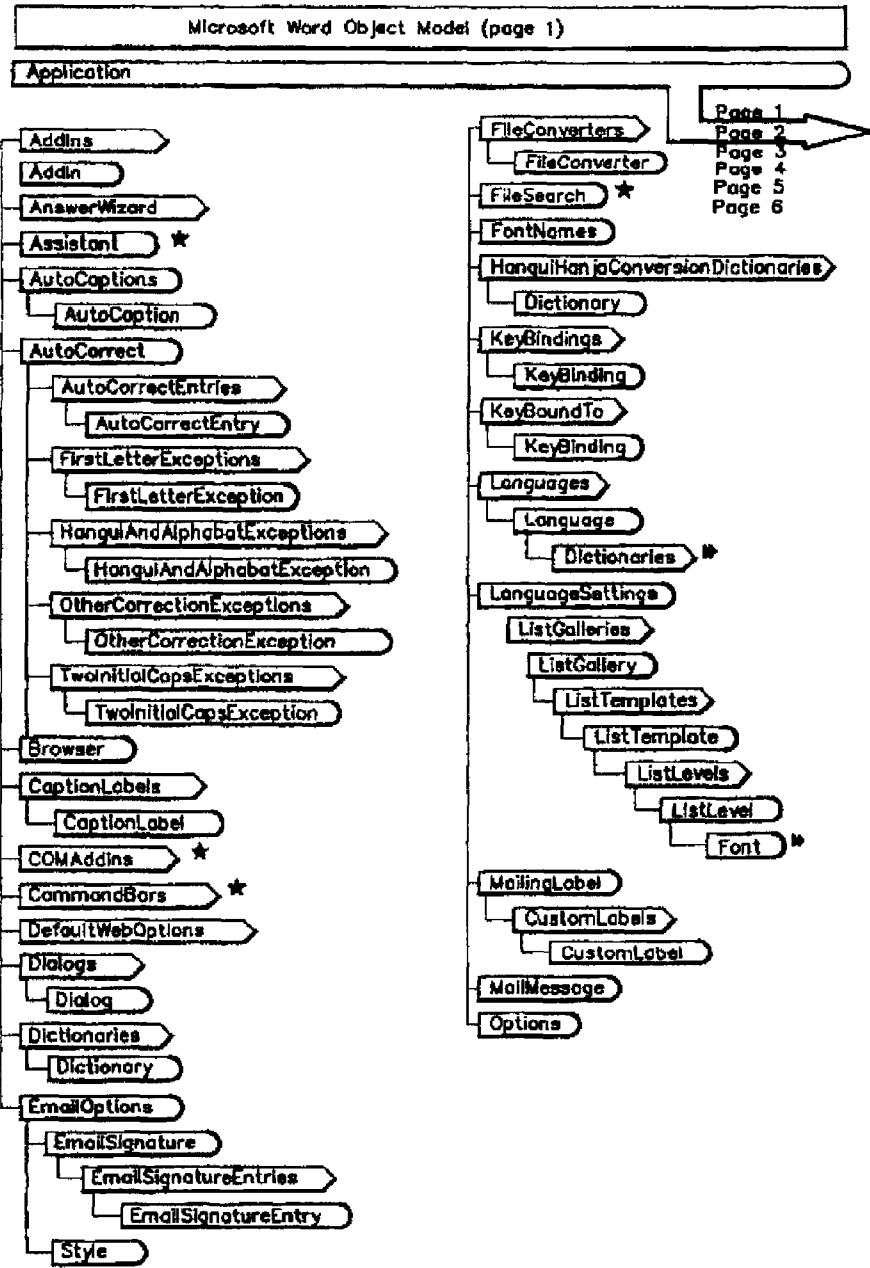 Microsoft Word Object Model (page 1)
Application
Page 1
Page 2
Page 3
Page 4
Page 5
Page 6
AddIns
AddIn
AnswerWizard
Assistant ★
AutoCaptions
AutoCaption
AutoCorrect
AutoCorrectEntries
AutoCorrectEntry
FirstLetterExceptions
FirstLetterException
HangulAndAlphabatExceptions
HangulAndAlphabatException
OtherCorrectionExceptions
OtherCorrectionException
TwoInitialCapsExceptions
TwoInitialCapsException
Browser
CaptionLabels
CaptionLabel
COMAddins ★
CommandBars ★
DefaultWebOptions
Dialogs
Dialog
Dictionaries
Dictionary
EmailOptions
EmailSignature
EmailSignatureEntries
EmailSignatureEntry
Style
FileConverters
FileConverter
FileSearch ★
FontNames
HangulHanjaConversionDictionaries
Dictionary
KeyBindings
KeyBinding
KeyBoundTo
KeyBinding
Languages
Language
Dictionaries
LanguageSettings
ListGalleries
ListGallery
ListTemplates
ListTemplate
ListLevels
ListLevel
Font
MailingLabel
CustomLabels
CustomLabel
MailMessage
Options